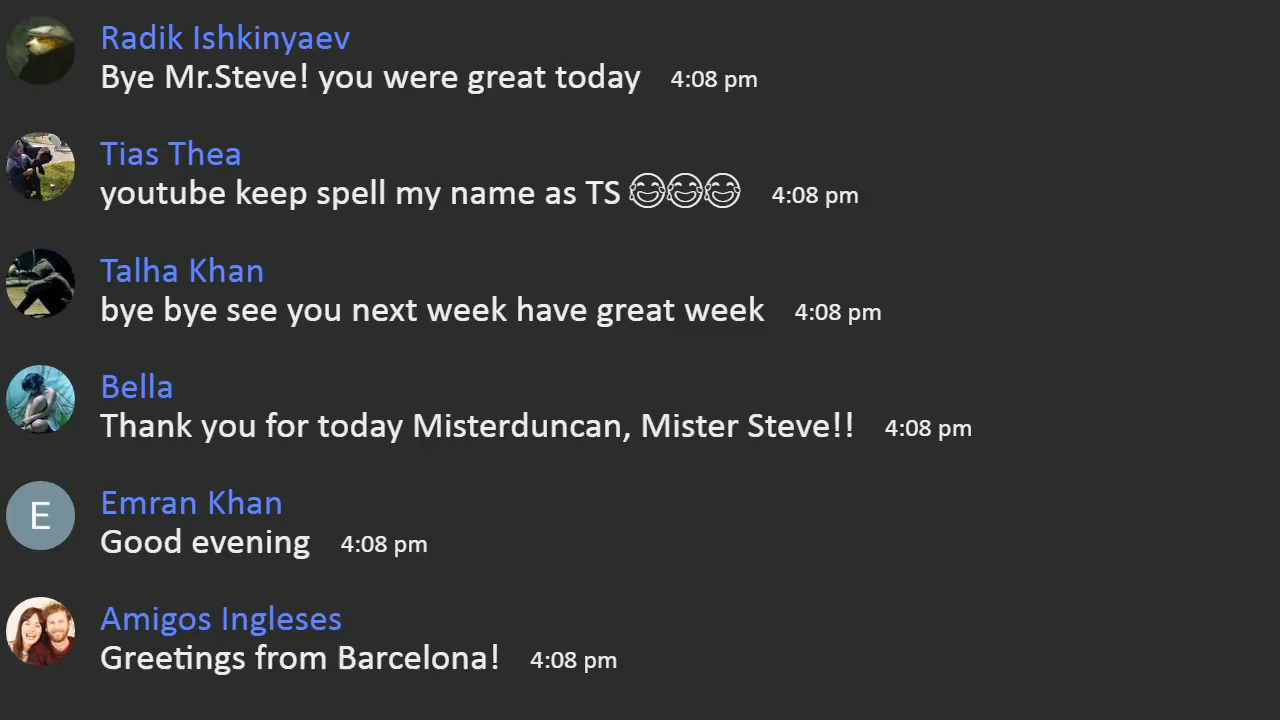 Radik Ishkinyaev
Bye Mr.Steve! you were great today 4:08 pm
Tias Thea
youtube keep spell my name as TS 😂😂😂 4:08 pm
Talha Khan
bye bye see you next week have great week 4:08 pm
Bella
Thank you for today Misterduncan, Mister Steve!! 4:08 pm
E
Emran Khan
Good evening 4:08 pm
Amigos Ingleses
Greetings from Barcelona! 4:08 pm